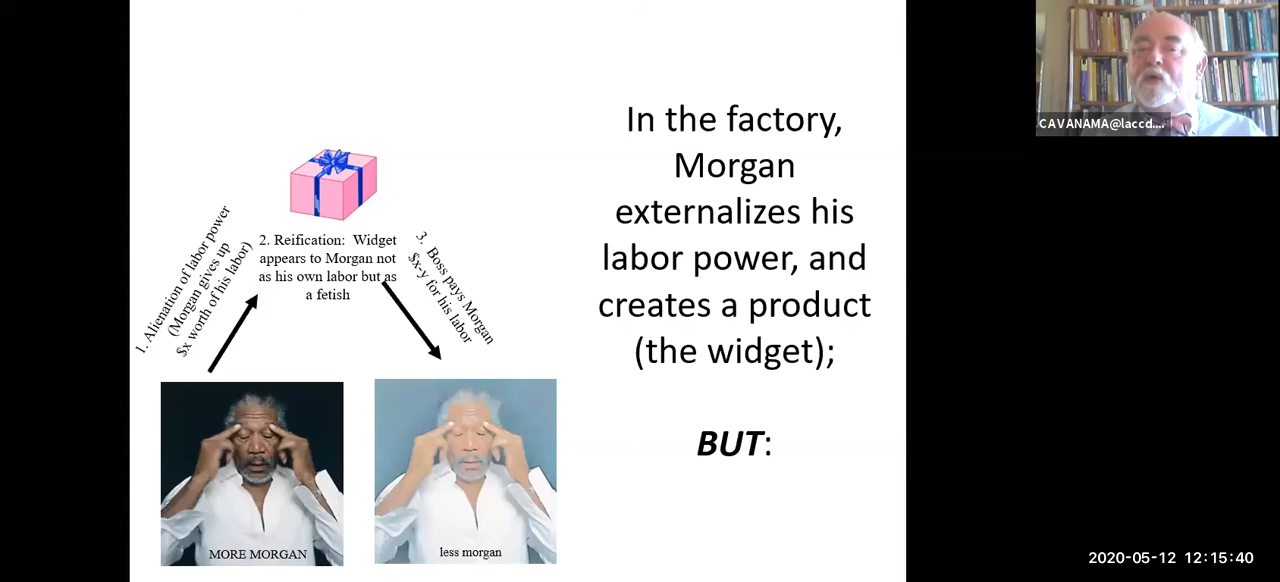 1. Alienation of labor power
(Morgan gives up
$x worth of his labor)
2. Reification: Widget
appears to Morgan not
as his own labor but as
a fetish
3. Boss pays Morgan
$x-y for his labor
MORE MORGAN
less morgan
In the factory,
Morgan
externalizes his
labor power, and
creates a product
(the widget);
BUT:
CAVANAMA@laccd....
2020-05-12 12:15:40